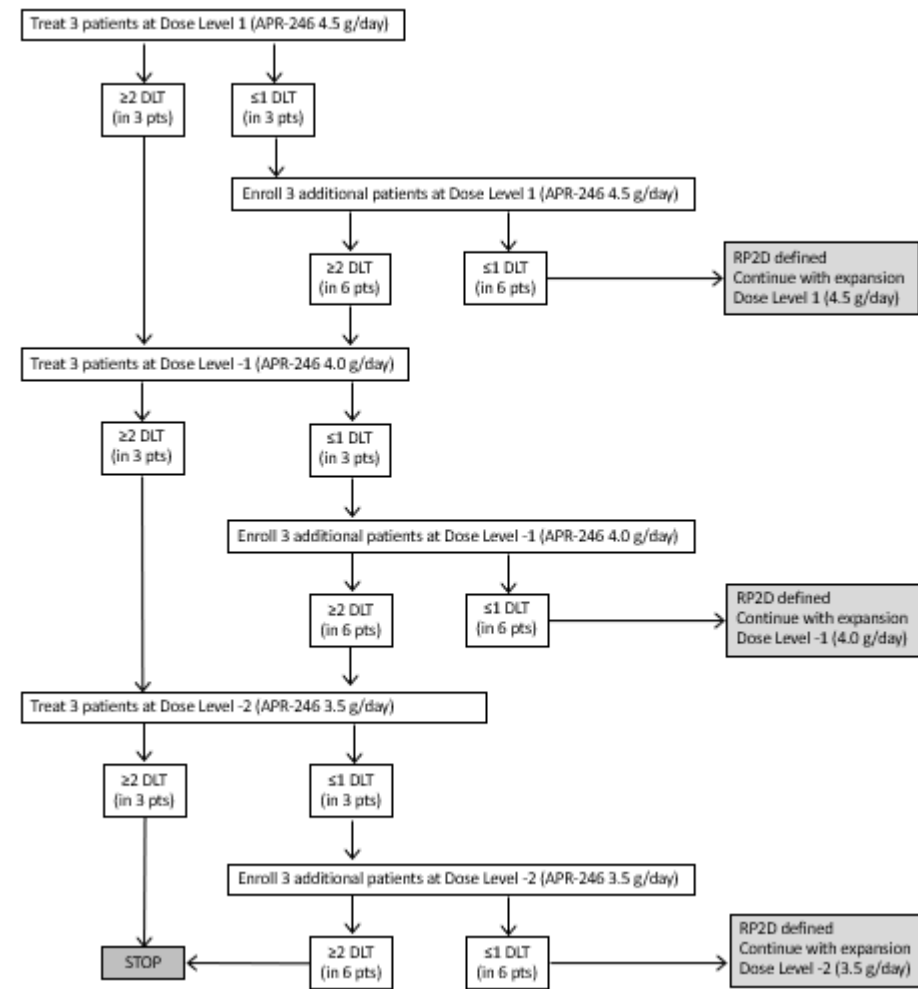 Treat 3 patients at Dose Level 1 (APR-246 4.5 g/day)
≥2 DLT
(in 3 pts)
≤1 DLT
(in 3 pts)
Enroll 3 additional patients at Dose Level 1 (APR-246 4.5 g/day)
≥2 DLT
(in 6 pts)
≤1 DLT
(in 6 pts)
RP2D defined
Continue with expansion
Dose Level 1 (4.5 g/day)
Treat 3 patients at Dose Level -1 (APR-246 4.0 g/day)
≥2 DLT
(in 3 pts)
≤1 DLT
(in 3 pts)
Enroll 3 additional patients at Dose Level -1 (APR-246 4.0 g/day)
≥2 DLT
(in 6 pts)
≤1 DLT
(in 6 pts)
RP2D defined
Continue with expansion
Dose Level -1 (4.0 g/day)
Treat 3 patients at Dose Level -2 (APR-246 3.5 g/day)
≥2 DLT
(in 3 pts)
≤1 DLT
(in 3 pts)
Enroll 3 additional patients at Dose Level -2 (APR-246 3.5 g/day)
STOP
≥2 DLT
(in 6 pts)
≤1 DLT
(in 6 pts)
RP2D defined
Continue with expansion
Dose Level -2 (3.5 g/day)